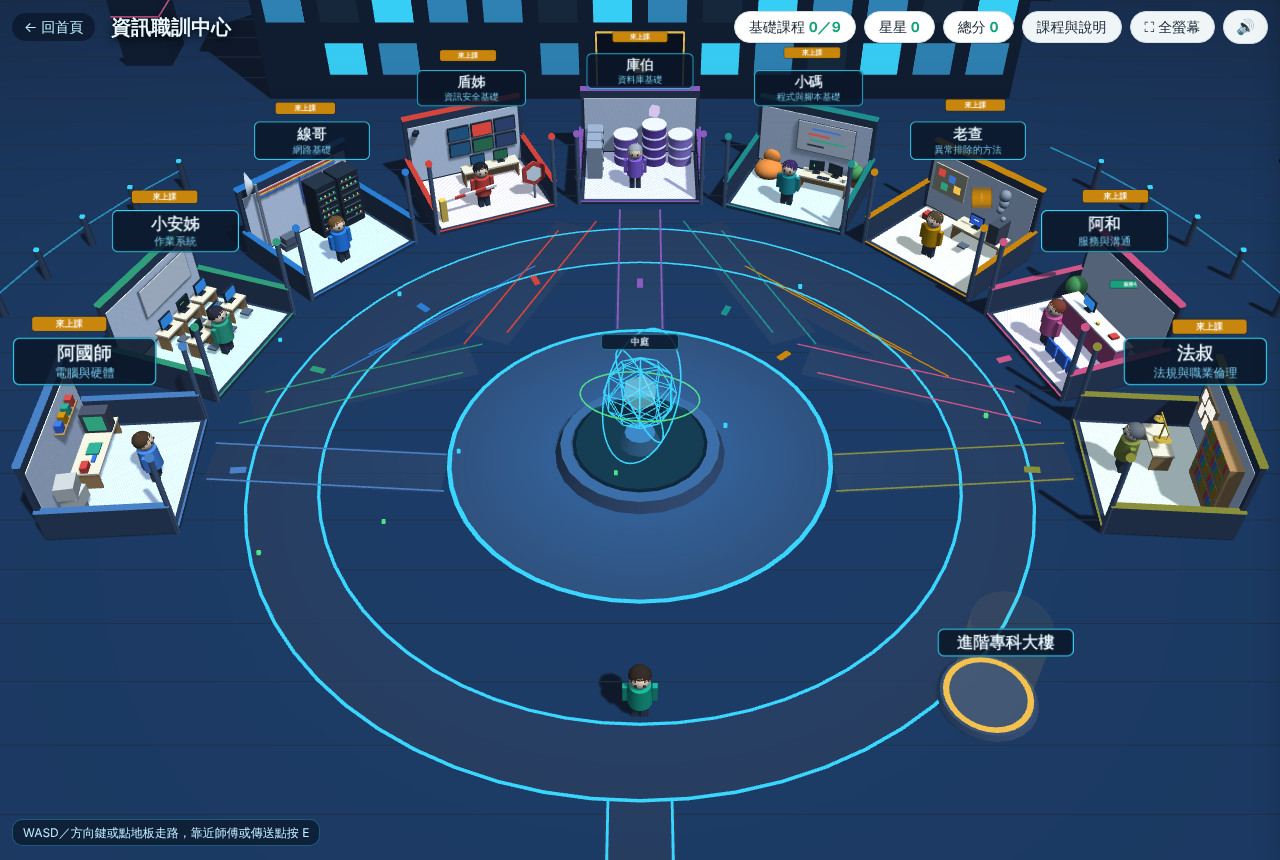 ← 回首頁
資訊職訓中心
基礎課程 0／9
星星 0
總分 0
課程與說明
全螢幕
來上課
庫伯
資料庫基礎
來上課
盾姊
資訊安全基礎
來上課
小碼
程式與腳本基礎
來上課
線哥
網路基礎
來上課
老查
異常排除的方法
來上課
小安姊
作業系統
來上課
阿和
服務與溝通
來上課
阿國師
電腦與硬體
來上課
法叔
法規與職業倫理
中庭
進階專科大樓
WASD／方向鍵或點地板走路，靠近師傅或傳送點按 E